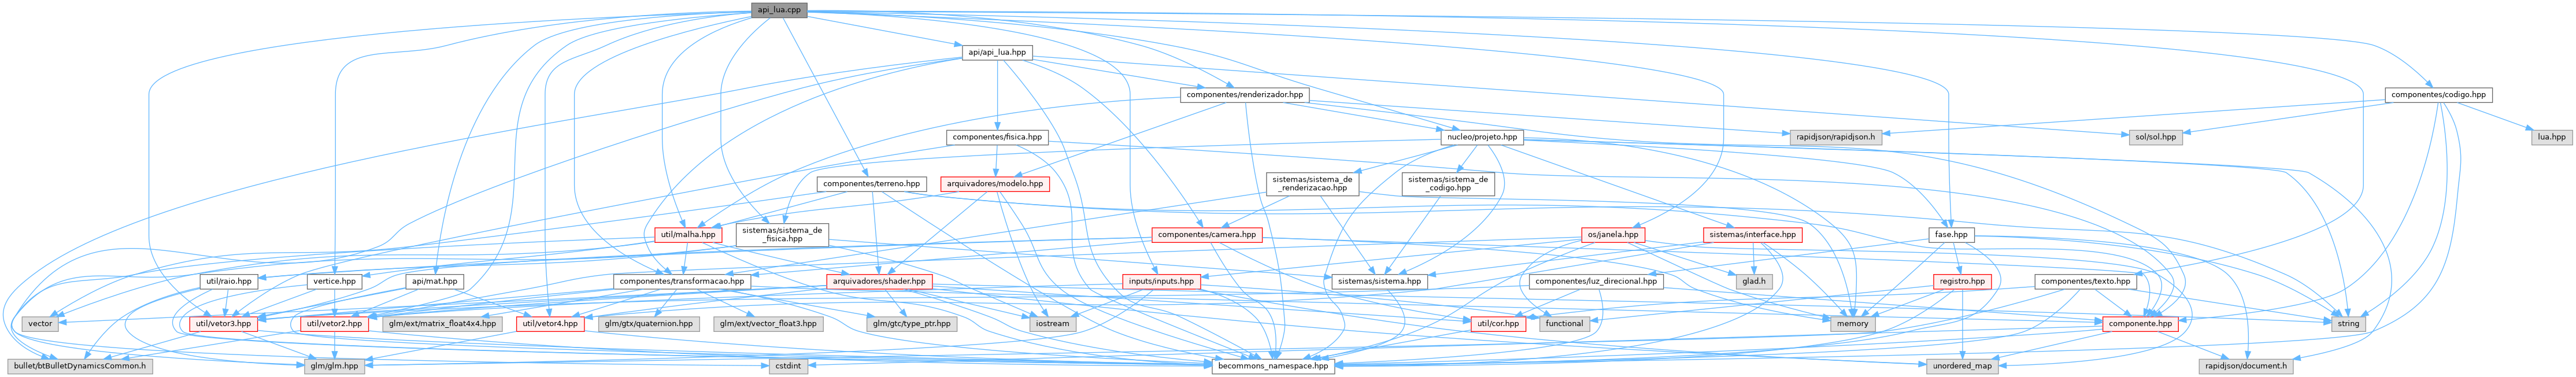 api_lua.cpp
api/api_lua.hpp
componentes/renderizador.hpp
componentes/codigo.hpp
componentes/fisica.hpp
nucleo/projeto.hpp
rapidjson/rapidjson.h
sol/sol.hpp
lua.hpp
componentes/terreno.hpp
arquivadores/modelo.hpp
sistemas/sistema_de
_renderizacao.hpp
sistemas/sistema_de
_codigo.hpp
util/malha.hpp
sistemas/sistema_de
_fisica.hpp
componentes/camera.hpp
os/janela.hpp
sistemas/interface.hpp
fase.hpp
util/raio.hpp
vertice.hpp
api/mat.hpp
componentes/transformacao.hpp
arquivadores/shader.hpp
inputs/inputs.hpp
sistemas/sistema.hpp
componentes/luz_direcional.hpp
glad.h
registro.hpp
componentes/texto.hpp
vector
util/vetor3.hpp
util/vetor2.hpp
glm/ext/matrix_float4x4.hpp
util/vetor4.hpp
glm/gtx/quaternion.hpp
glm/ext/vector_float3.hpp
glm/gtc/type_ptr.hpp
iostream
util/cor.hpp
functional
memory
componente.hpp
string
bullet/btBulletDynamicsCommon.h
glm/glm.hpp
cstdint
becommons_namespace.hpp
unordered_map
rapidjson/document.h